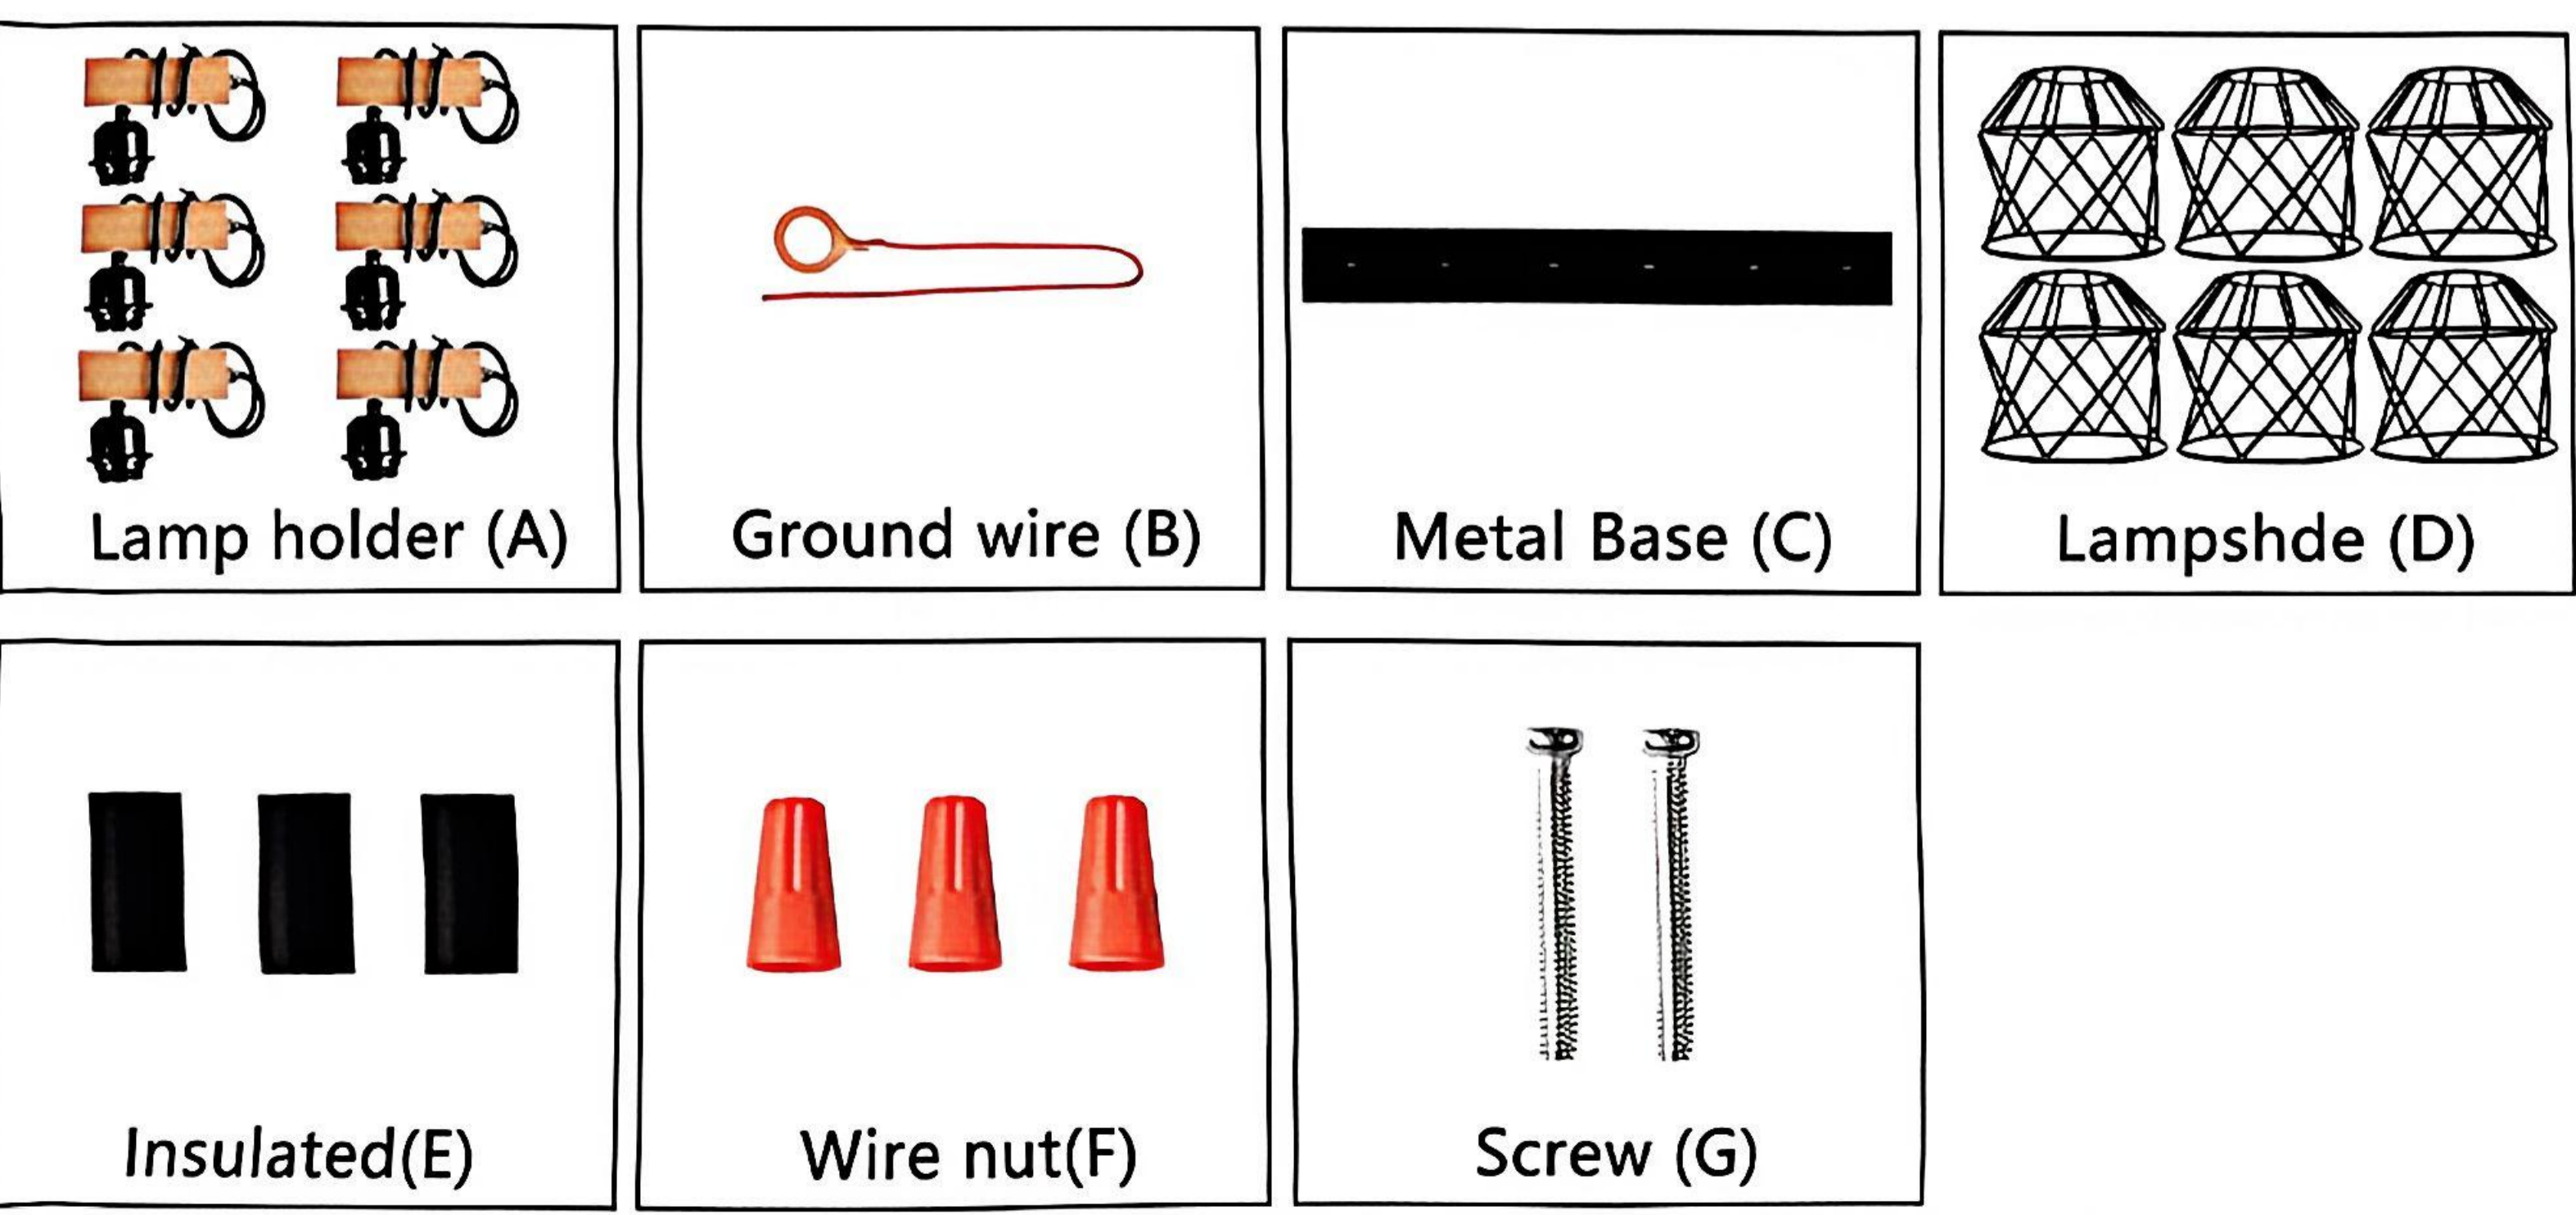 Lamp holder (A)
Ground wire (B)
Metal Base (C)
Lampshde (D)
Insulated(E)
Wire nut(F)
Screw (G)